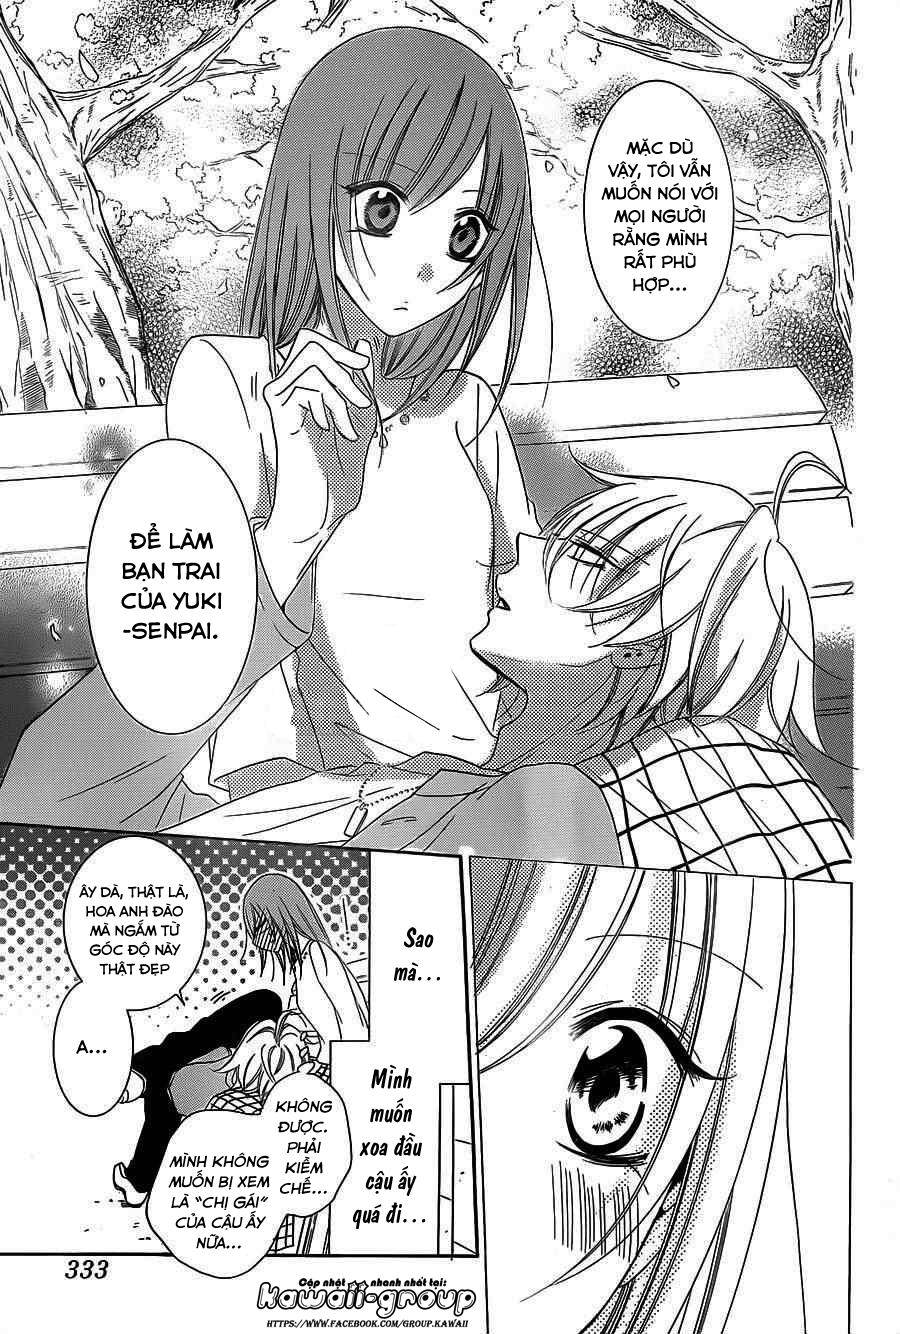 MẶC DÙ
VẬY, TÔI VẪN
MUỐN NÓI VỚI
MỌI NGƯỜI
RẰNG MÌNH
RẤT PHÙ
HỢP...
ĐỂ LÀM
BẠN TRAI
CỦA YUKI
-SENPAI.
Sao
mà...
Mình
muốn
xoa đầu
cậu ấy
quá đi...
ÂY DÀ, THẬT LÀ,
HOA ANH ĐÀO
MÀ NGẮM TỪ
GÓC ĐỘ NÀY
THẬT ĐẸP
A...
KHÔNG
ĐƯỢC.
PHẢI
KIỀM
CHẾ...
MÌNH KHÔNG
MUỐN BỊ XEM
LÀ "CHỊ GÁI"
CỦA CẬU ẤY
NỮA...
333
Cập nhật nhanh nhất tại:
kawaii-group
HTTPS://WWW.FACEBOOK.COM/GROUP.KAWAII